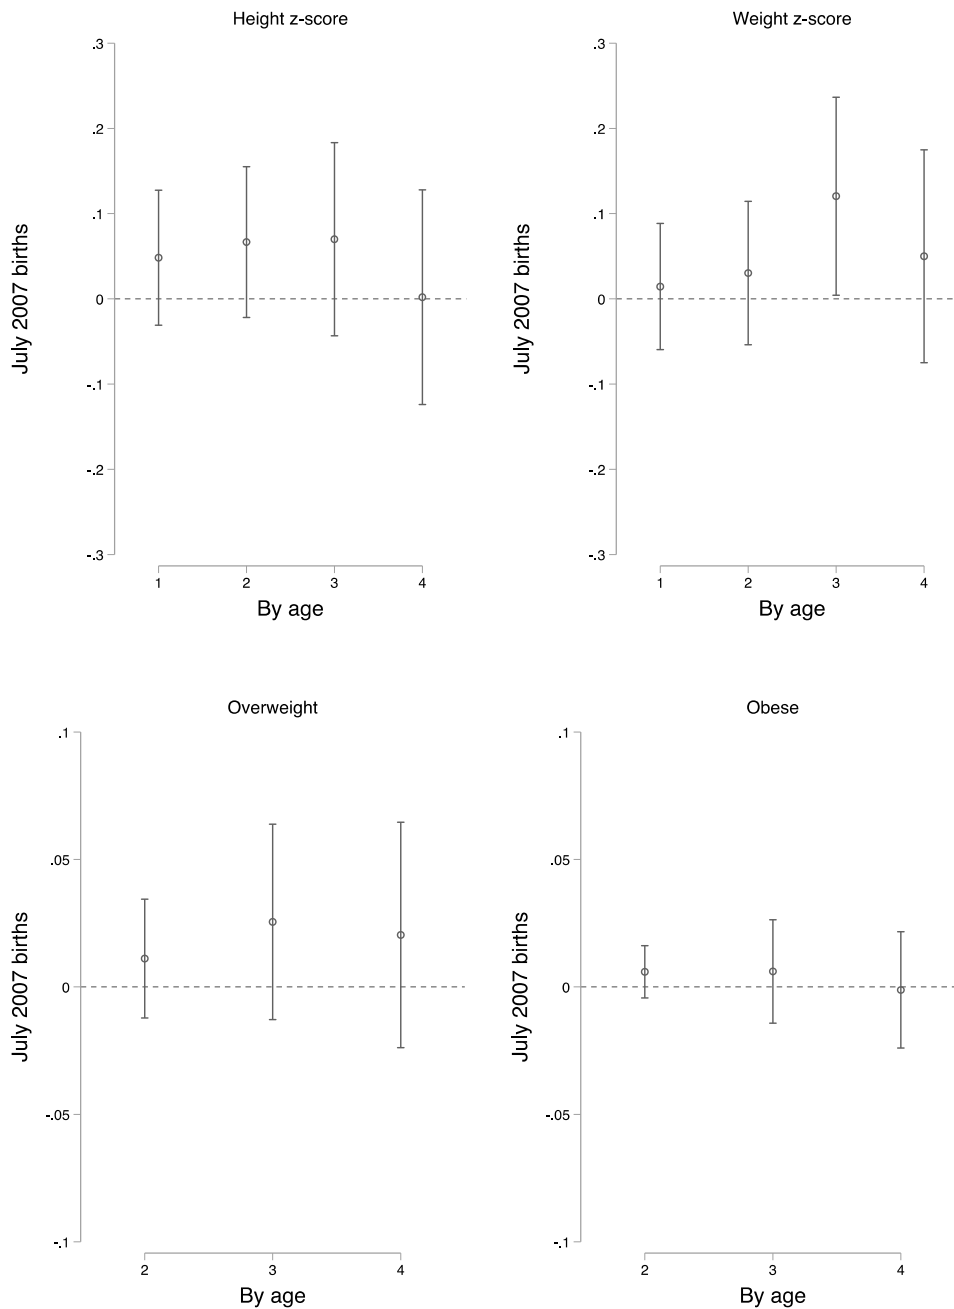 Height z-score
.3
.2
.1
0
-.1
-.2
-.3
July 2007 births
1 2 3 4
By age
Weight z-score
.3
.2
.1
0
-.1
-.2
-.3
July 2007 births
1 2 3 4
By age
Overweight
.1
.05
0
-.05
-.1
July 2007 births
2 3 4
By age
Obese
.1
.05
0
-.05
-.1
July 2007 births
2 3 4
By age